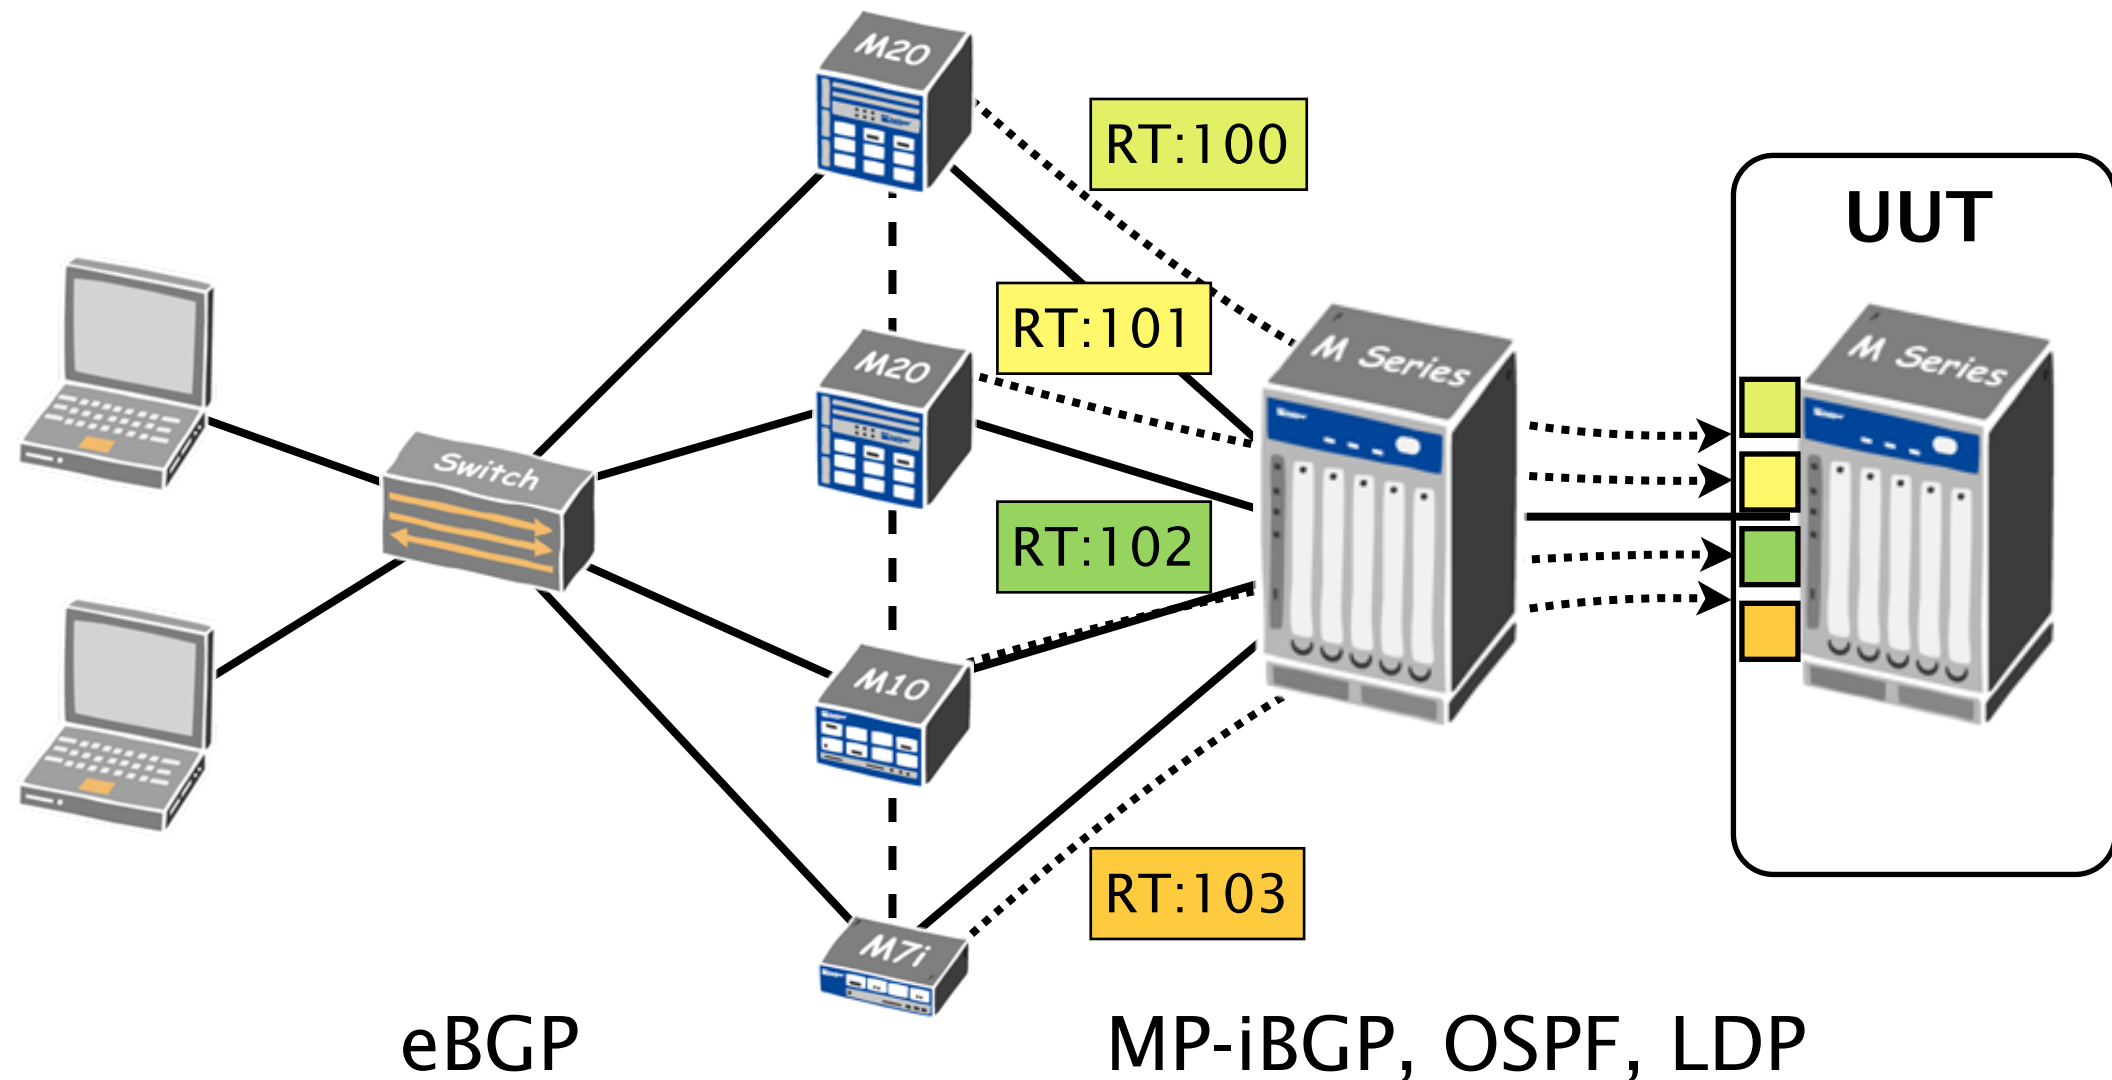 M20
RT:100
UUT
RT:101
M20
M Series
M Series
Switch
RT:102
M10
RT:103
M7i
eBGP
MP-iBGP, OSPF, LDP